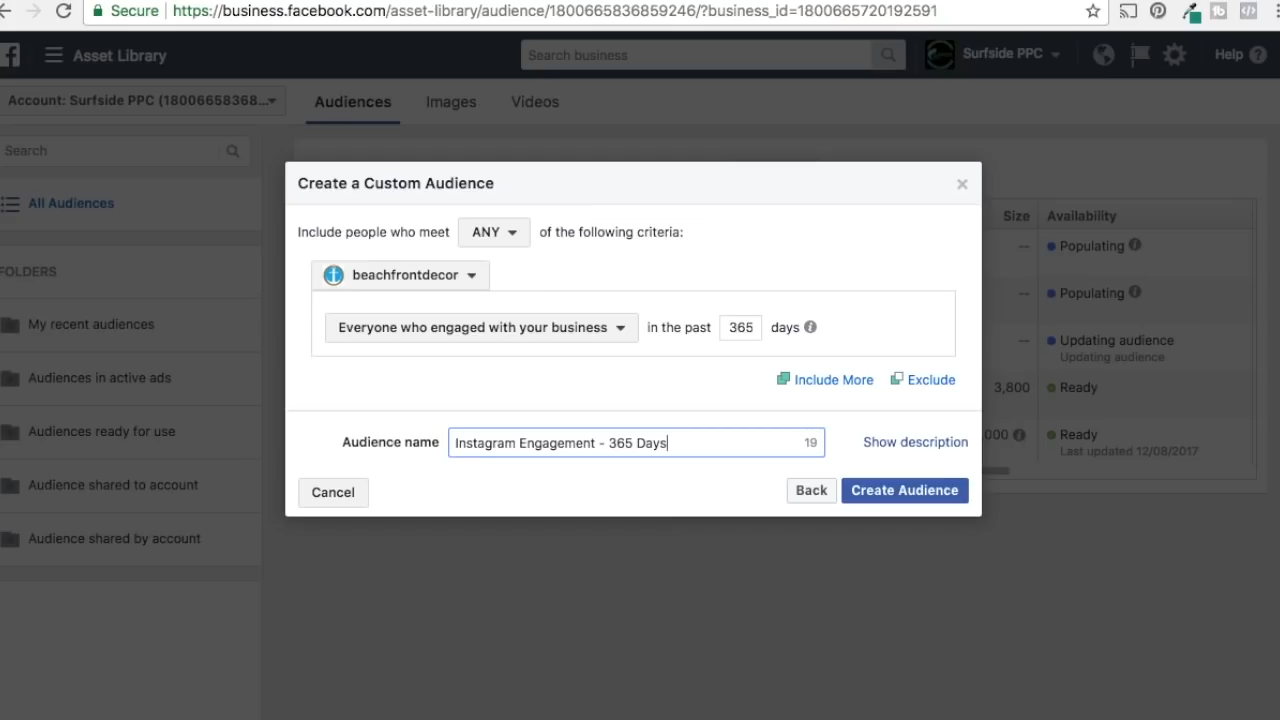 Secure https://business.facebook.com/asset-library/audience/1800665836859246/?business_id=1800665720192591
Asset Library Search business Surfside PPC Help
Account: Surfside PPC (18006658368... Audiences Images Videos
Search
All Audiences
FOLDERS
My recent audiences
Audiences in active ads
Audiences ready for use
Audience shared to account
Audience shared by account
Create a Custom Audience
Include people who meet ANY of the following criteria:
beachfrontdecor
Everyone who engaged with your business in the past 365 days
Include More Exclude
Audience name Instagram Engagement - 365 Days 19 Show description
Cancel Back Create Audience
Size Availability
-- Populating
-- Populating
-- Updating audience
Updating audience
3,800 Ready
,000 Ready
Last updated 12/08/2017